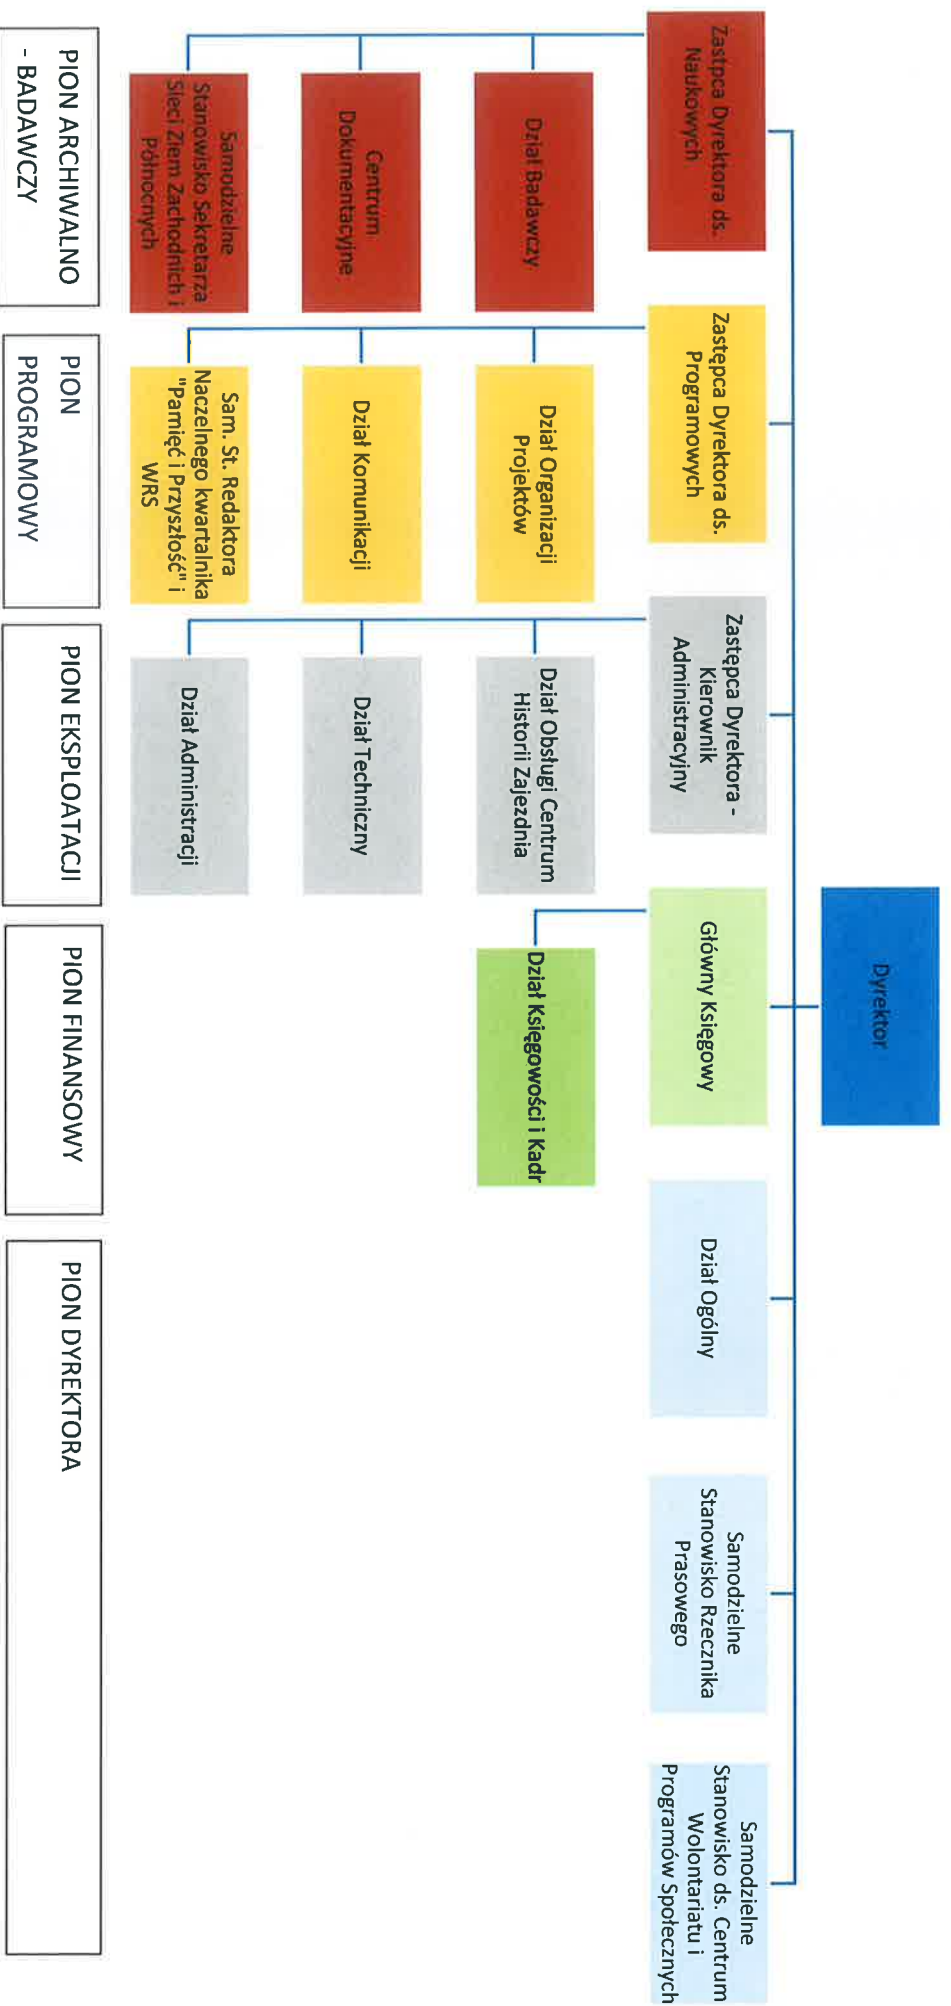 Dyrektor
Zastpca Dyrektora ds.
Naukowych
Zastępca Dyrektora ds.
Programowych
Zastępca Dyrektora -
Kierownik
Administracyjny
Główny Księgowy
Dział Ogólny
Samodzielne
Stanowisko Rzecznika
Prasowego
Samodzielne
Stanowisko ds. Centrum
Wolontariatu i
Programów Społecznych
Dział Badawczy
Dział Organizacji
Projektów
Dział Obsługi Centrum
Historii Zajezdnia
Dział Księgowości i Kadr
Centrum
Dokumentacyjne
Dział Komunikacji
Dział Techniczny
Samodzielne
Stanowisko Sekretarza
Sieci Ziem Zachodnich i
Północnych
Sam. St. Redaktora
Naczelnego kwartalnika
"Pamięć i Przyszłość" i
WRS
Dział Administracji
PION ARCHIWALNO
- BADAWCZY
PION
PROGRAMOWY
PION EKSPLOATACJI
PION FINANSOWY
PION DYREKTORA